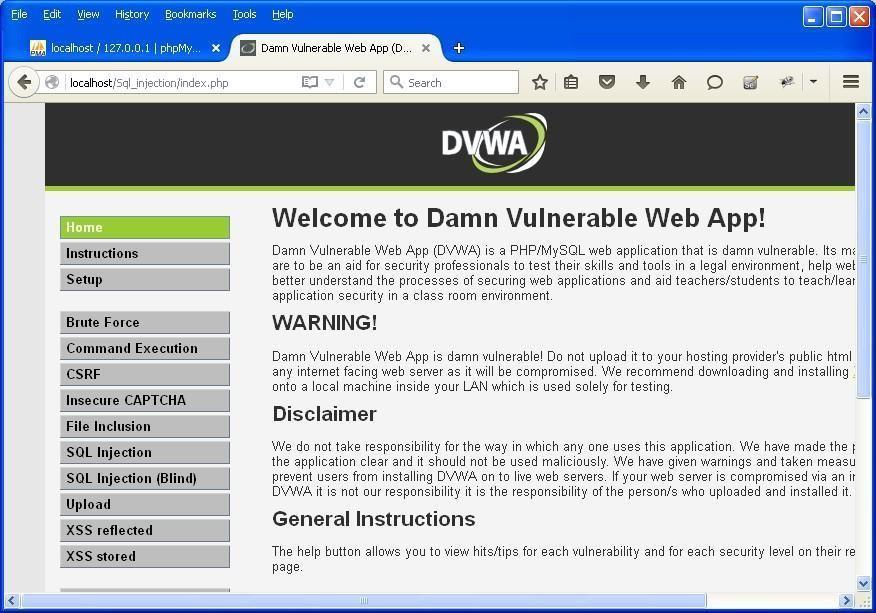 File Edit View History Bookmarks Tools Help
localhost / 127.0.0.1 | phpMy...
Damn Vulnerable Web App (D...
localhost/Sql_injection/index.php
Search
DVWA
Home
Instructions
Setup
Brute Force
Command Execution
CSRF
Insecure CAPTCHA
File Inclusion
SQL Injection
SQL Injection (Blind)
Upload
XSS reflected
XSS stored
Welcome to Damn Vulnerable Web App!
Damn Vulnerable Web App (DVWA) is a PHP/MySQL web application that is damn vulnerable. Its
are to be an aid for security professionals to test their skills and tools in a legal environment, help
better understand the processes of securing web applications and aid teachers/students to
application security in a class room environment.
WARNING!
Damn Vulnerable Web App is damn vulnerable! Do not upload it to your hosting provider's public html
any internet facing web server as it will be compromised. We recommend downloading and installing
onto a local machine inside your LAN which is used solely for testing.
Disclaimer
We do not take responsibility for the way in which any one uses this application. We have made the
the application clear and it should not be used maliciously. We have given warnings and taken
prevent users from installing DVWA on to live web servers. If your web server is compromised via an
DVWA it is not our responsibility it is the responsibility of the person/s who uploaded and installed it.
General Instructions
The help button allows you to view hits/tips for each vulnerability and for each security level on their
page.